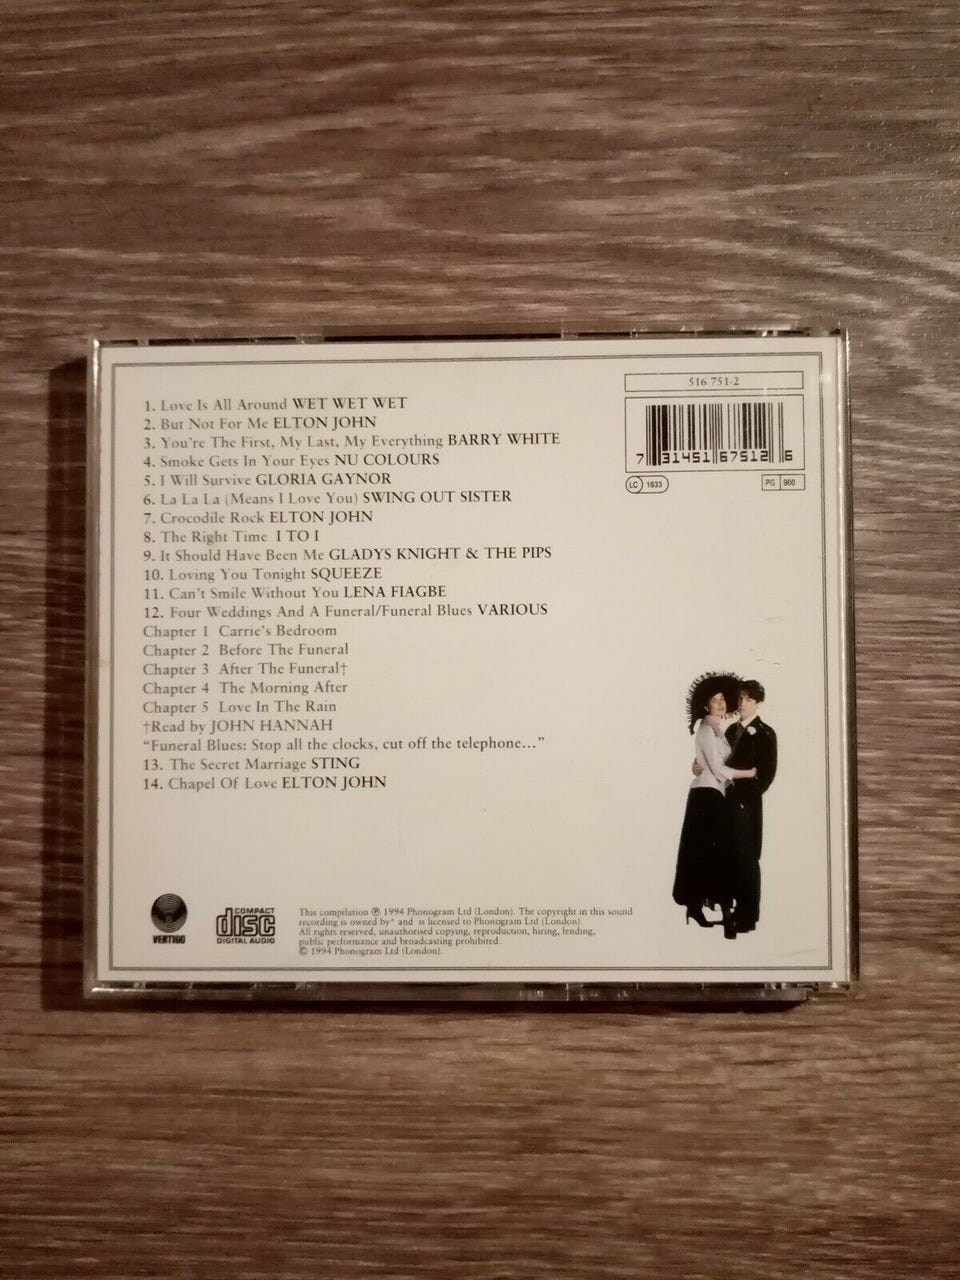 516 751-2
7 31451 67512 6
LC 1633
PG 900
1. Love Is All Around WET WET WET
2. But Not For Me ELTON JOHN
3. You're The First, My Last, My Everything BARRY WHITE
4. Smoke Gets In Your Eyes NU COLOURS
5. I Will Survive GLORIA GAYNOR
6. La La La (Means I Love You) SWING OUT SISTER
7. Crocodile Rock ELTON JOHN
8. The Right Time I TO I
9. It Should Have Been Me GLADYS KNIGHT & THE PIPS
10. Loving You Tonight SQUEEZE
11. Can't Smile Without You LENA FIAGBE
12. Four Weddings And A Funeral/Funeral Blues VARIOUS
Chapter 1 Carrie's Bedroom
Chapter 2 Before The Funeral
Chapter 3 After The Funeral†
Chapter 4 The Morning After
Chapter 5 Love In The Rain
†Read by JOHN HANNAH
“Funeral Blues: Stop all the clocks, cut off the telephone...”
13. The Secret Marriage STING
14. Chapel Of Love ELTON JOHN
VERTIGO
COMPACT
disc
DIGITAL AUDIO
This compilation ℗ 1994 Phonogram Ltd (London). The copyright in this sound
recording is owned by* and is licensed to Phonogram Ltd (London).
All rights reserved, unauthorised copying, reproduction, hiring, lending,
public performance and broadcasting prohibited.
© 1994 Phonogram Ltd (London).